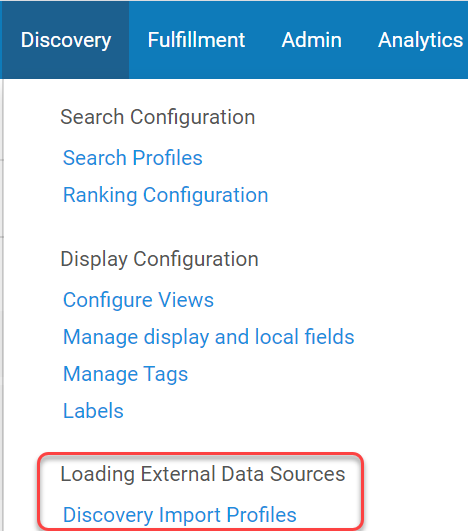 Discovery Fulfillment Admin Analytics
Search Configuration
Search Profiles
Ranking Configuration
Display Configuration
Configure Views
Manage display and local fields
Manage Tags
Labels
Loading External Data Sources
Discovery Import Profiles